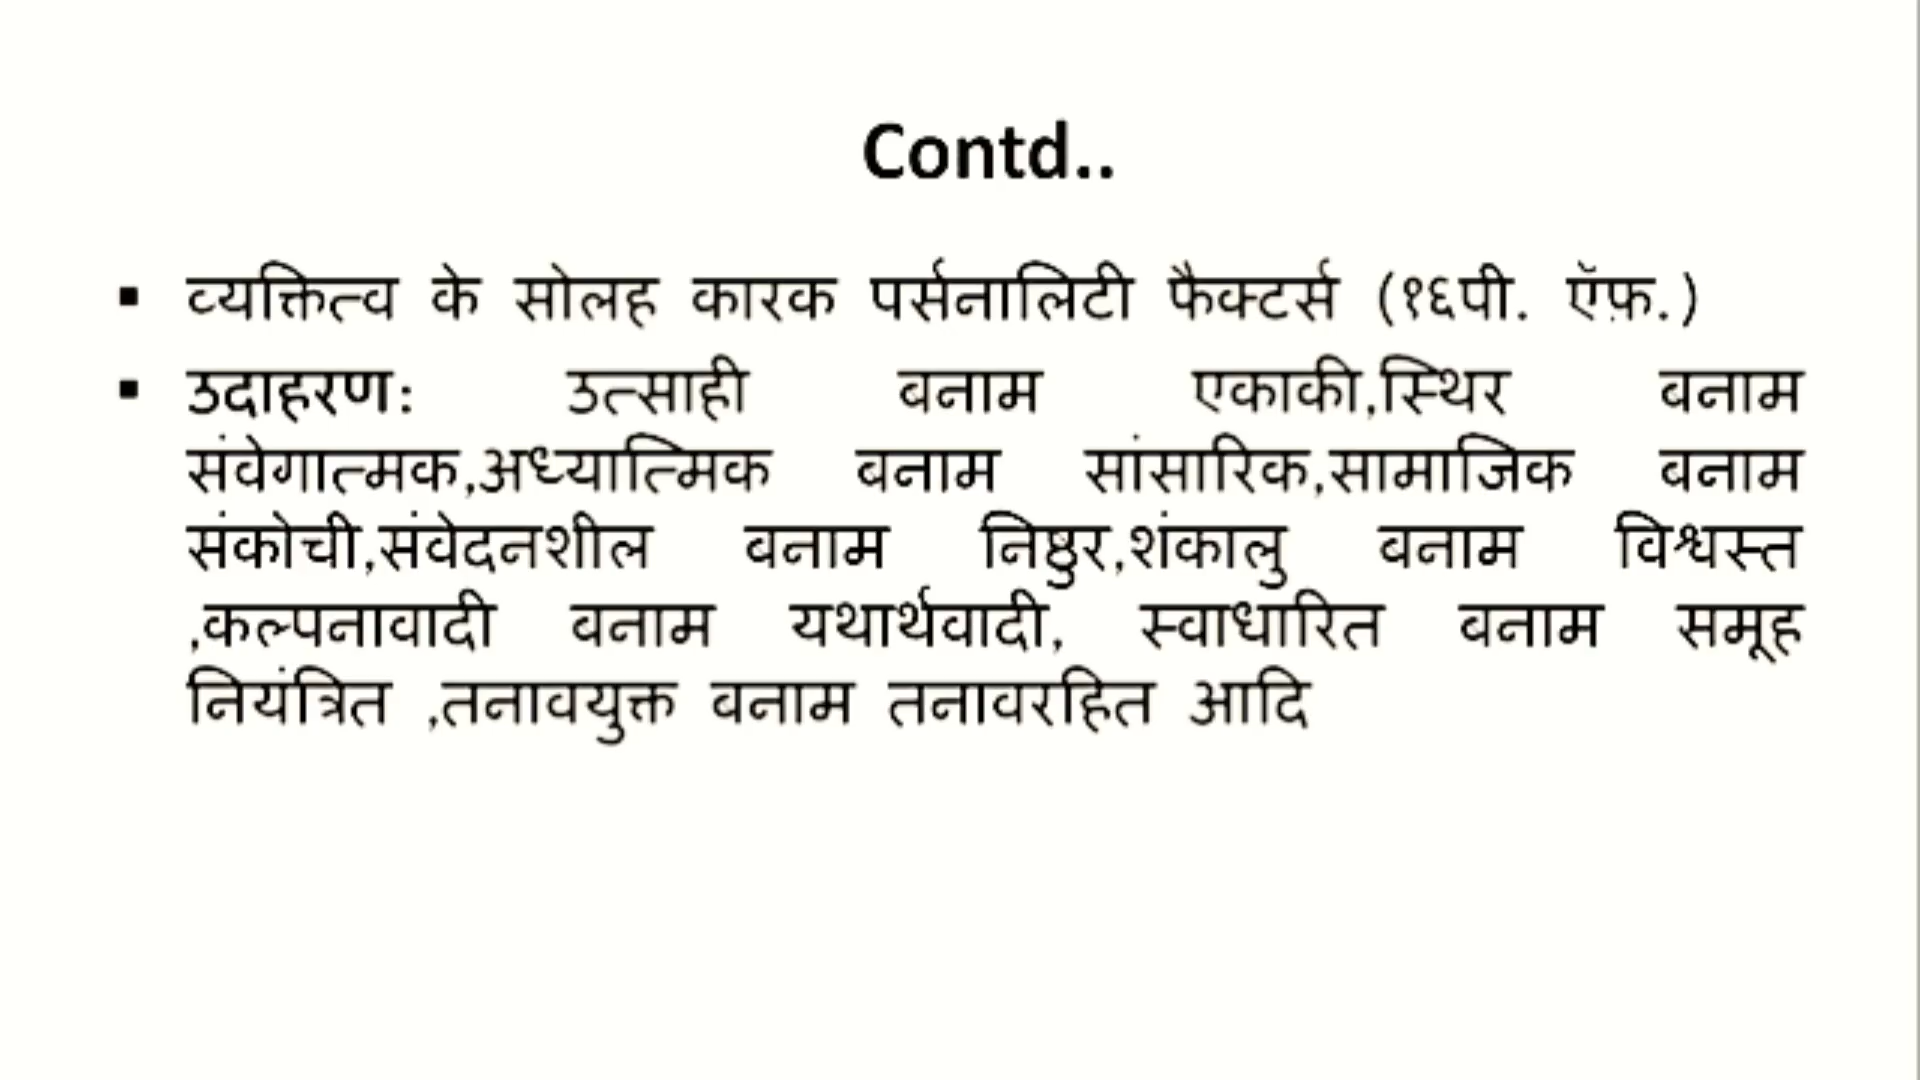 Contd..
व्यक्तित्व के सोलह कारक पर्सनालिटी फैक्टर्स (१६पी. ऍफ़.)
उदाहरण: उत्साही बनाम एकाकी,स्थिर बनाम
संवेगात्मक,अध्यात्मिक बनाम सांसारिक,सामाजिक बनाम
संकोची,संवेदनशील बनाम निष्ठुर,शंकालु बनाम विश्वस्त
,कल्पनावादी बनाम यथार्थवादी, स्वाधारित बनाम समूह
नियंत्रित ,तनावयुक्त बनाम तनावरहित आदि